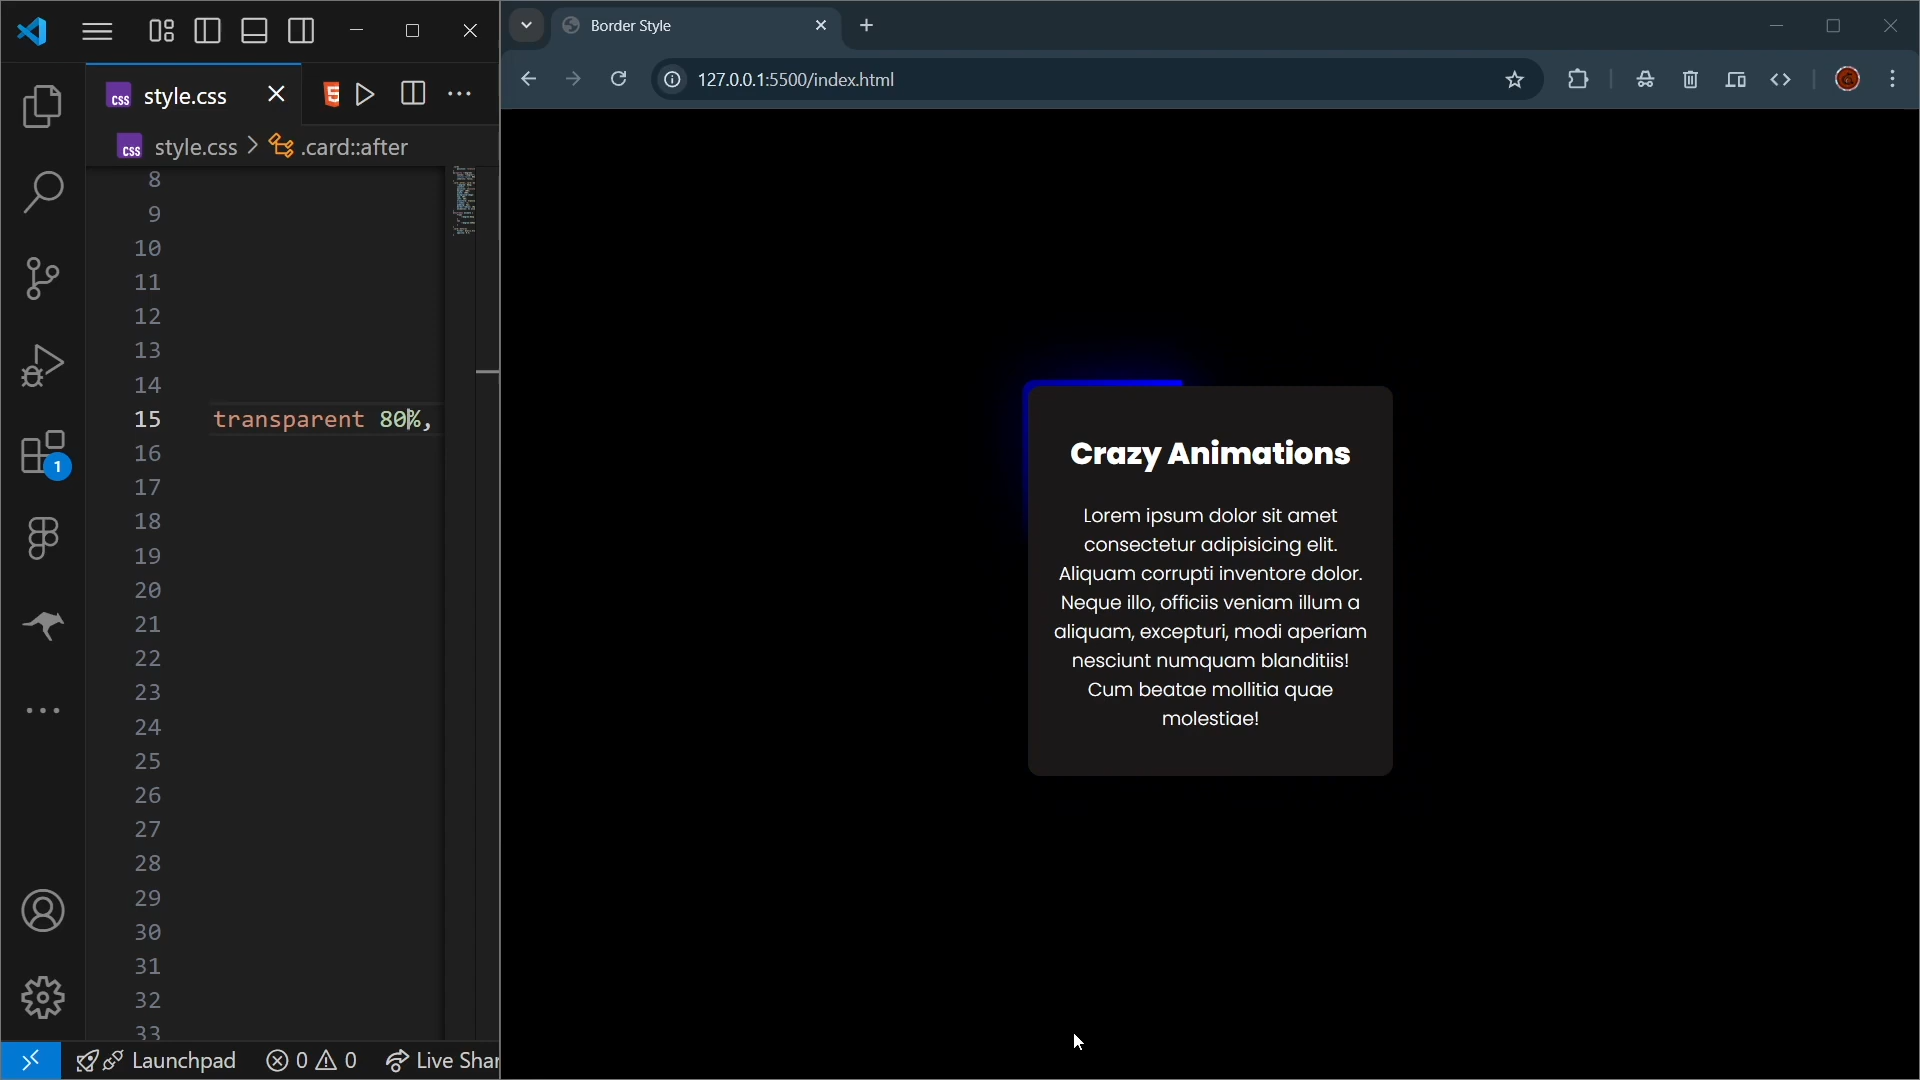 Border Style
127.0.0.1:5500/index.html
css style.css
css style.css > .card::after
8
9
10
11
12
13
14
15 transparent 80%,
16
17
18
19
20
21
22
23
24
25
26
27
28
29
30
31
32
33
1
Launchpad 0 0 Live Shar
Crazy Animations
Lorem ipsum dolor sit amet
consectetur adipisicing elit.
Aliquam corrupti inventore dolor.
Neque illo, officiis veniam illum a
aliquam, excepturi, modi aperiam
nesciunt numquam blanditiis!
Cum beatae mollitia quae
molestiae!